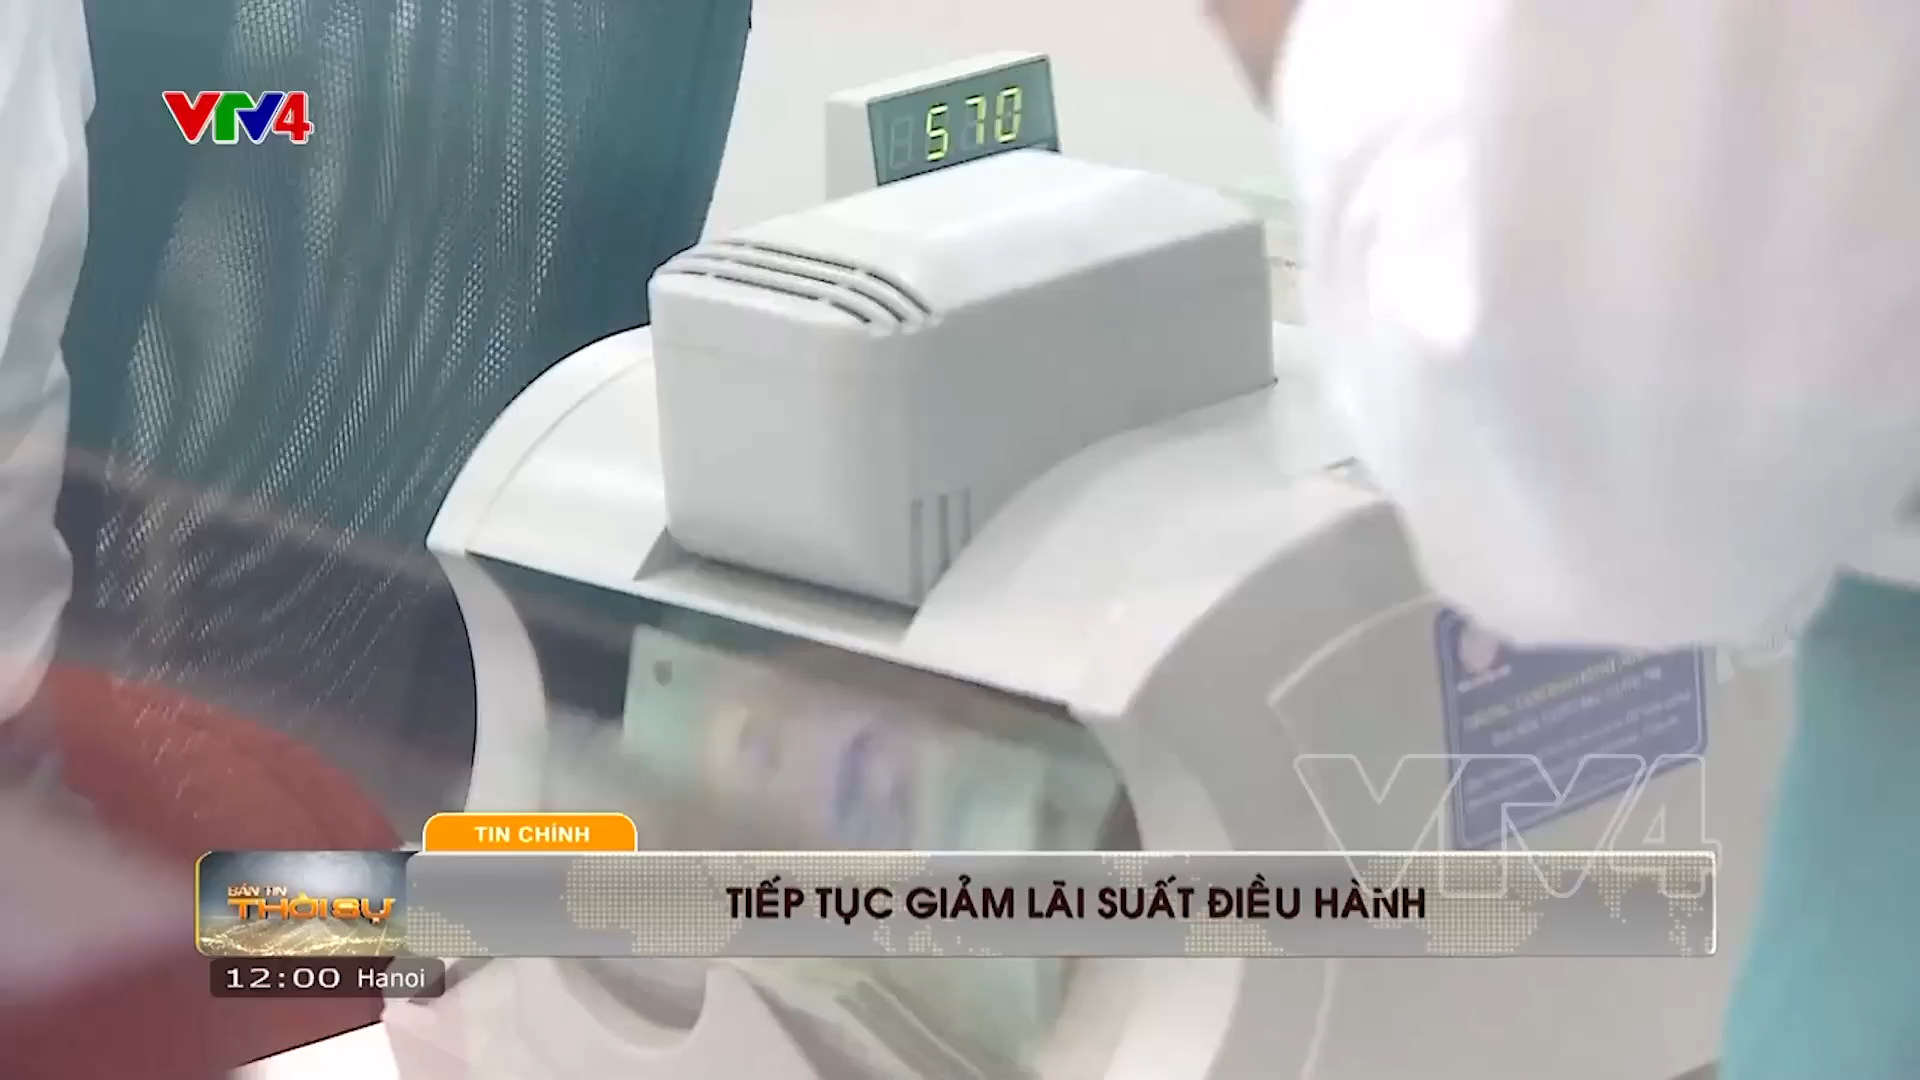 VTV4
570
TIN CHÍNH
BẢN TIN
THỜI SỰ
TIẾP TỤC GIẢM LÃI SUẤT ĐIỀU HÀNH
VTV4
12:00 Hanoi